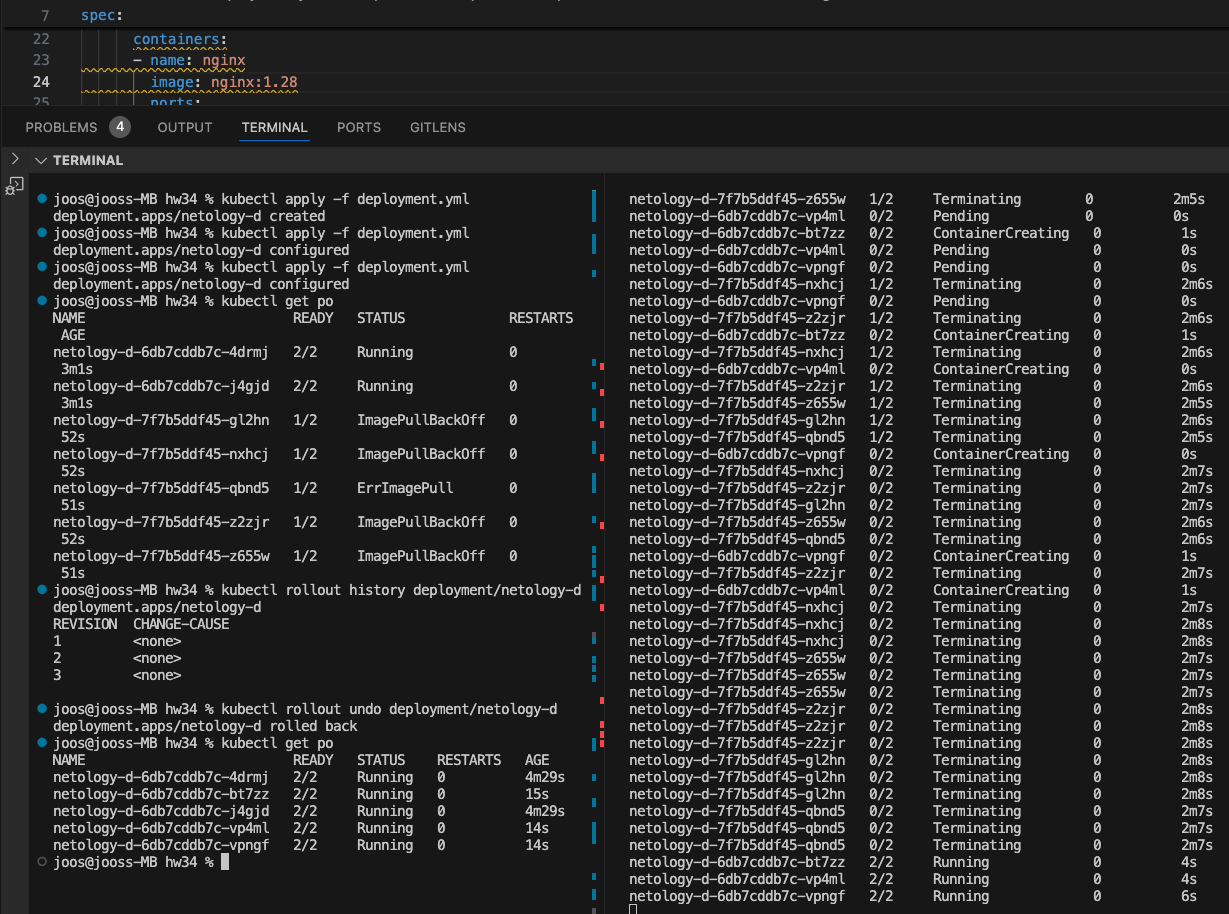 7 spec:
22 containers:
23 - name: nginx
24 image: nginx:1.28
25 ports:
PROBLEMS 4 OUTPUT TERMINAL PORTS GITLENS
TERMINAL
joos@jooss-MB hw34 % kubectl apply -f deployment.yml
deployment.apps/netology-d created
joos@jooss-MB hw34 % kubectl apply -f deployment.yml
deployment.apps/netology-d configured
joos@jooss-MB hw34 % kubectl apply -f deployment.yml
deployment.apps/netology-d configured
joos@jooss-MB hw34 % kubectl get po
NAME READY STATUS RESTARTS
AGE
netology-d-6db7cddb7c-4drmj 2/2 Running 0
3m1s
netology-d-6db7cddb7c-j4gjd 2/2 Running 0
3m1s
netology-d-7f7b5ddf45-gl2hn 1/2 ImagePullBackOff 0
52s
netology-d-7f7b5ddf45-nxhcj 1/2 ImagePullBackOff 0
52s
netology-d-7f7b5ddf45-qbnd5 1/2 ErrImagePull 0
51s
netology-d-7f7b5ddf45-z2zjr 1/2 ImagePullBackOff 0
52s
netology-d-7f7b5ddf45-z655w 1/2 ImagePullBackOff 0
51s
joos@jooss-MB hw34 % kubectl rollout history deployment/netology-d
deployment.apps/netology-d
REVISION CHANGE-CAUSE
1 <none>
2 <none>
3 <none>
joos@jooss-MB hw34 % kubectl rollout undo deployment/netology-d
deployment.apps/netology-d rolled back
joos@jooss-MB hw34 % kubectl get po
NAME READY STATUS RESTARTS AGE
netology-d-6db7cddb7c-4drmj 2/2 Running 0 4m29s
netology-d-6db7cddb7c-bt7zz 2/2 Running 0 15s
netology-d-6db7cddb7c-j4gjd 2/2 Running 0 4m29s
netology-d-6db7cddb7c-vp4ml 2/2 Running 0 14s
netology-d-6db7cddb7c-vpngf 2/2 Running 0 14s
joos@jooss-MB hw34 %
netology-d-7f7b5ddf45-z655w 1/2 Terminating 0 2m5s
netology-d-6db7cddb7c-vp4ml 0/2 Pending 0 0s
netology-d-6db7cddb7c-bt7zz 0/2 ContainerCreating 0 1s
netology-d-6db7cddb7c-vp4ml 0/2 Pending 0 0s
netology-d-6db7cddb7c-vpngf 0/2 Pending 0 0s
netology-d-7f7b5ddf45-nxhcj 1/2 Terminating 0 2m6s
netology-d-6db7cddb7c-vpngf 0/2 Pending 0 0s
netology-d-7f7b5ddf45-z2zjr 1/2 Terminating 0 2m6s
netology-d-6db7cddb7c-bt7zz 0/2 ContainerCreating 0 1s
netology-d-7f7b5ddf45-nxhcj 1/2 Terminating 0 2m6s
netology-d-6db7cddb7c-vp4ml 0/2 ContainerCreating 0 0s
netology-d-7f7b5ddf45-z2zjr 1/2 Terminating 0 2m6s
netology-d-7f7b5ddf45-z655w 1/2 Terminating 0 2m5s
netology-d-7f7b5ddf45-gl2hn 1/2 Terminating 0 2m6s
netology-d-7f7b5ddf45-qbnd5 1/2 Terminating 0 2m5s
netology-d-6db7cddb7c-vpngf 0/2 ContainerCreating 0 0s
netology-d-7f7b5ddf45-nxhcj 0/2 Terminating 0 2m7s
netology-d-7f7b5ddf45-z2zjr 0/2 Terminating 0 2m7s
netology-d-7f7b5ddf45-gl2hn 0/2 Terminating 0 2m7s
netology-d-7f7b5ddf45-z655w 0/2 Terminating 0 2m6s
netology-d-7f7b5ddf45-qbnd5 0/2 Terminating 0 2m6s
netology-d-6db7cddb7c-vpngf 0/2 ContainerCreating 0 1s
netology-d-7f7b5ddf45-z2zjr 0/2 Terminating 0 2m7s
netology-d-6db7cddb7c-vp4ml 0/2 ContainerCreating 0 1s
netology-d-7f7b5ddf45-nxhcj 0/2 Terminating 0 2m7s
netology-d-7f7b5ddf45-nxhcj 0/2 Terminating 0 2m8s
netology-d-7f7b5ddf45-nxhcj 0/2 Terminating 0 2m8s
netology-d-7f7b5ddf45-z655w 0/2 Terminating 0 2m7s
netology-d-7f7b5ddf45-z655w 0/2 Terminating 0 2m7s
netology-d-7f7b5ddf45-z655w 0/2 Terminating 0 2m7s
netology-d-7f7b5ddf45-z2zjr 0/2 Terminating 0 2m8s
netology-d-7f7b5ddf45-z2zjr 0/2 Terminating 0 2m8s
netology-d-7f7b5ddf45-z2zjr 0/2 Terminating 0 2m8s
netology-d-7f7b5ddf45-gl2hn 0/2 Terminating 0 2m8s
netology-d-7f7b5ddf45-gl2hn 0/2 Terminating 0 2m8s
netology-d-7f7b5ddf45-gl2hn 0/2 Terminating 0 2m8s
netology-d-7f7b5ddf45-qbnd5 0/2 Terminating 0 2m7s
netology-d-7f7b5ddf45-qbnd5 0/2 Terminating 0 2m7s
netology-d-7f7b5ddf45-qbnd5 0/2 Terminating 0 2m7s
netology-d-6db7cddb7c-bt7zz 2/2 Running 0 4s
netology-d-6db7cddb7c-vp4ml 2/2 Running 0 4s
netology-d-6db7cddb7c-vpngf 2/2 Running 0 6s